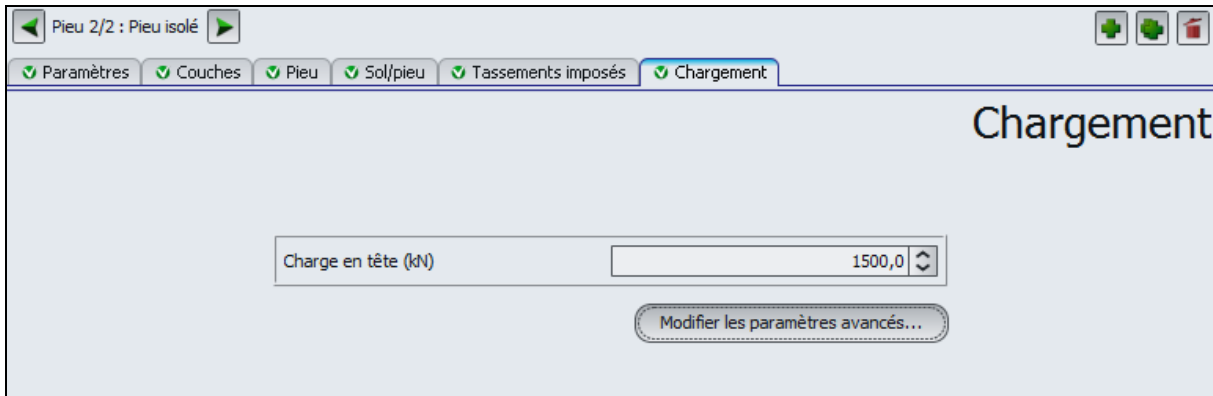 Pieu 2/2 : Pieu isolé
Paramètres Couches Pieu Sol/pieu Tassements imposés Chargement
Chargement
Charge en tête (kN) 1500,0
Modifier les paramètres avancés...